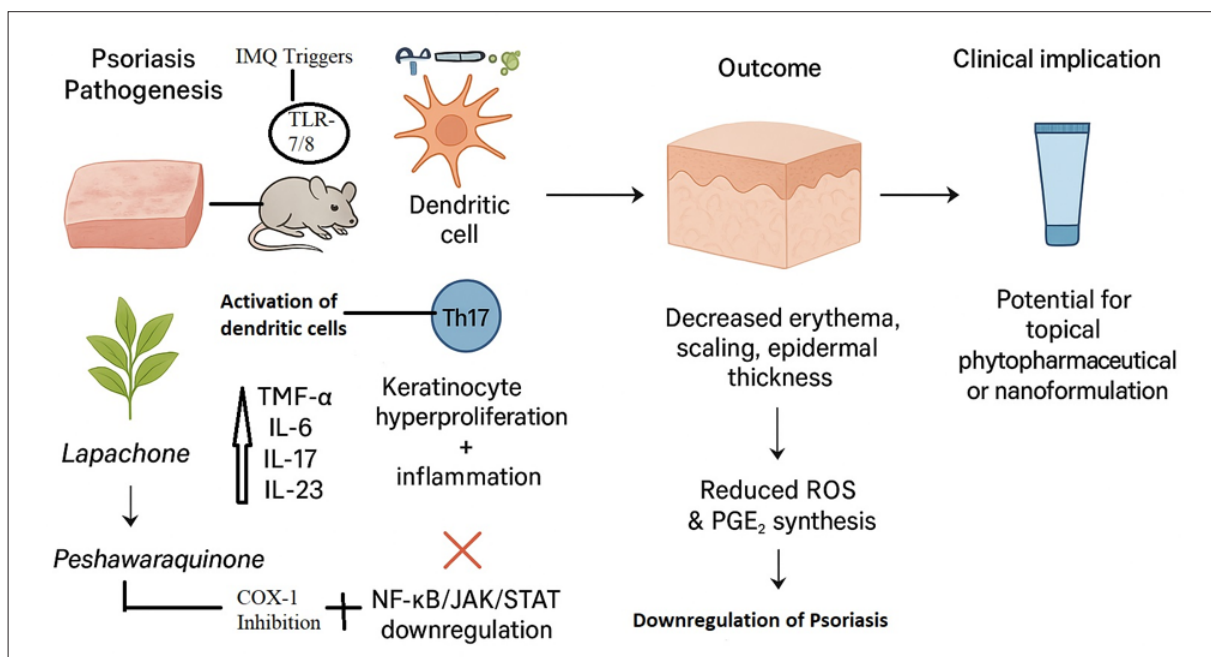 Psoriasis
Pathogenesis
IMQ Triggers
TLR-
7/8
Dendritic
cell
Activation of
dendritic cells
Th17
Lapachone
Peshawaraquinone
TMF-α
IL-6
IL-17
IL-23
Keratinocyte
hyperproliferation
+
inflammation
COX-1
Inhibition
NF-κB/JAK/STAT
downregulation
Outcome
Decreased erythema,
scaling, epidermal
thickness
Reduced ROS
& PGE₂ synthesis
Downregulation of Psoriasis
Clinical implication
Potential for
topical
phytopharmaceutical
or nanoformulation